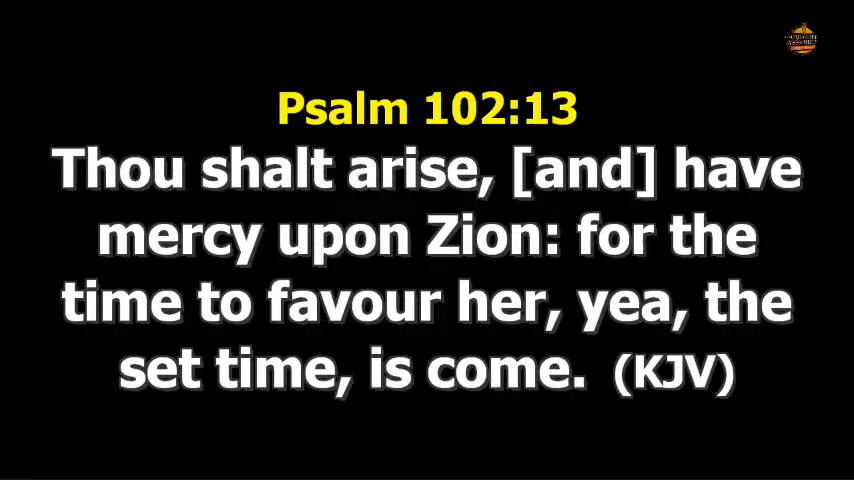 Psalm 102:13
Thou shalt arise, [and] have
mercy upon Zion: for the
time to favour her, yea, the
set time, is come. (KJV)